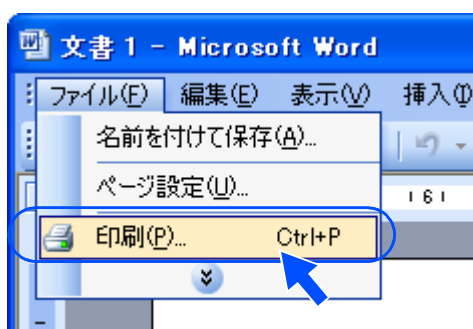 文書 1 - Microsoft Word
ファイル(F) 編集(E) 表示(V) 挿入(I
名前を付けて保存(A)...
ページ設定(U)...
6
印刷(P)... Ctrl+P